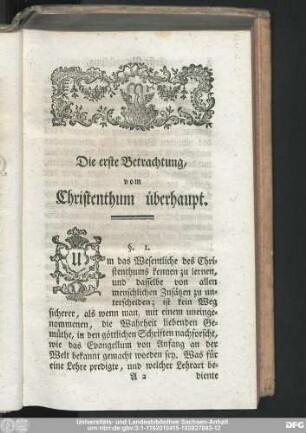 Die erste Betrachtung,
vom
Christenthum überhaupt.
§. 1.
Um das Wesentliche des Chri-
stenthums kennen zu lernen,
und dasselbe von allen
menschlichen Zusätzen zu un-
terscheiden; ist kein Weg
sicherer, als wenn man, mit einem uneinge-
nommenen, die Wahrheit liebenden Ge-
müthe, in den göttlichen Schriften nachforscht,
wie das Evangelium von Anfang an der
Welt bekannt gemacht worden sey. Was für
eine Lehre predigte, und welcher Lehrart be-
A 2 diente
Universitäts- und Landesbibliothek Sachsen-Anhalt
DFG